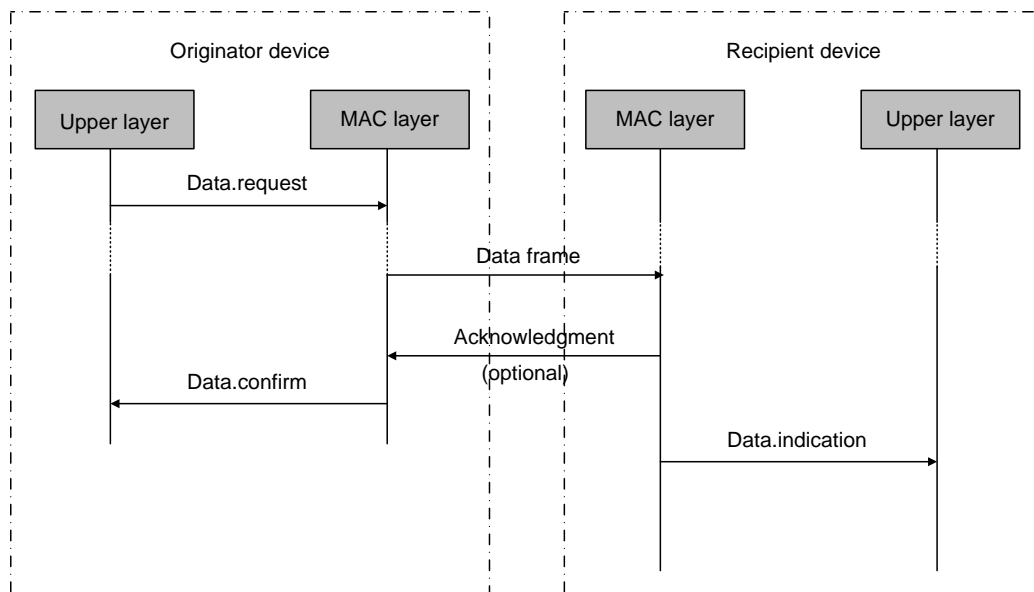 Originator device
Recipient device
Upper layer
MAC layer
MAC layer
Upper layer
Data.request
Data frame
Acknowledgment
(optional)
Data.confirm
Data.indication